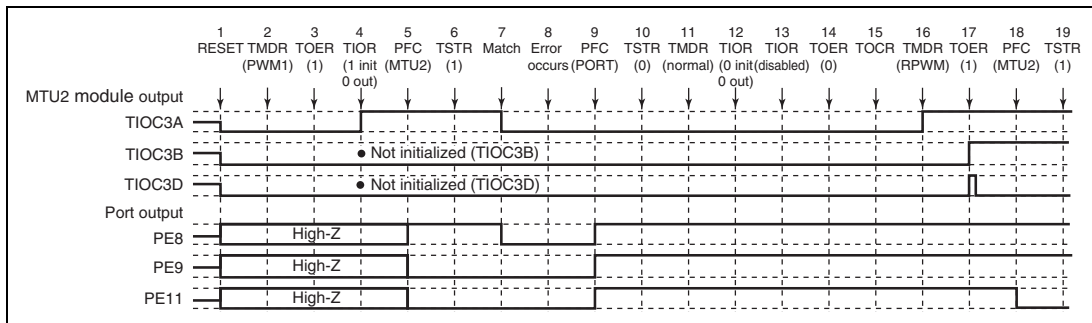 1 2 3 4 5 6 7 8 9 10 11 12 13 14 15 16 17 18 19
RESET TMDR TOER TIOR PFC TSTR Match Error PFC TSTR TMDR TIOR TIOR TOER TOCR TMDR TOER PFC TSTR
(PWM1) (1) (1 init (MTU2) (1) occurs (PORT) (0) (normal) (0 init (disabled) (0) (RPWM) (1) (MTU2) (1)
0 out) 0 out)
MTU2 module output
TIOC3A
TIOC3B ● Not initialized (TIOC3B)
TIOC3D ● Not initialized (TIOC3D)
Port output
PE8 High-Z
PE9 High-Z
PE11 High-Z